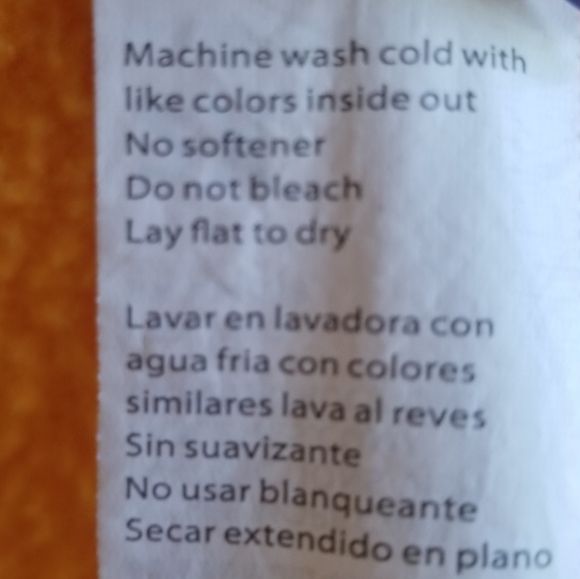 Machine wash cold with
like colors inside out
No softener
Do not bleach
Lay flat to dry
Lavar en lavadora con
agua fria con colores
similares lava al reves
Sin suavizante
No usar blanqueante
Secar extendido en plano